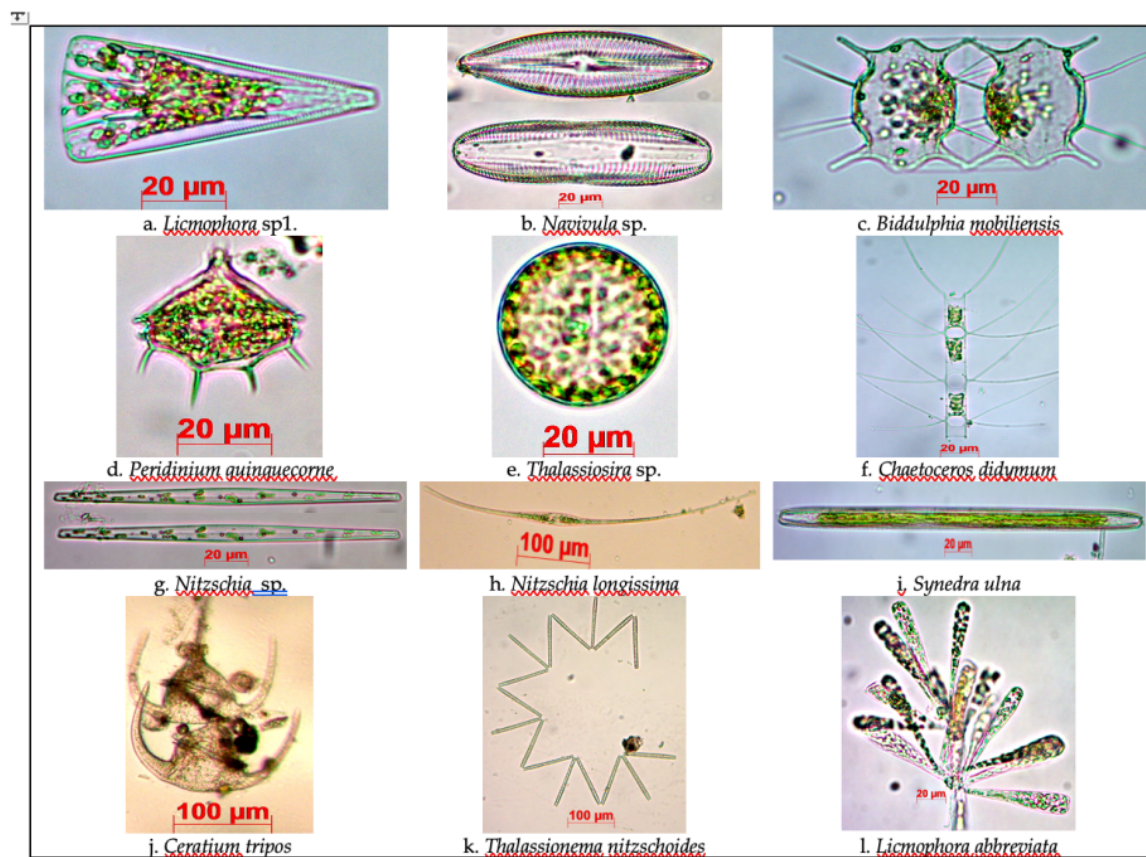 20 µm
20 µm
20 µm
a. Licmophora sp1.
b. Navivula sp.
c. Biddulphia mobiliensis
20 µm
20 µm
20 µm
d. Peridinium quinquecorne
e. Thalassiosira sp.
f. Chaetoceros didymum
20 µm
100 µm
20 µm
g. Nitzschia sp.
h. Nitzschia longissima
i. Synedra ulna
100 µm
100 µm
20 µm
j. Ceratium tripos
k. Thalassionema nitzschoides
l. Licmophora abbreviata